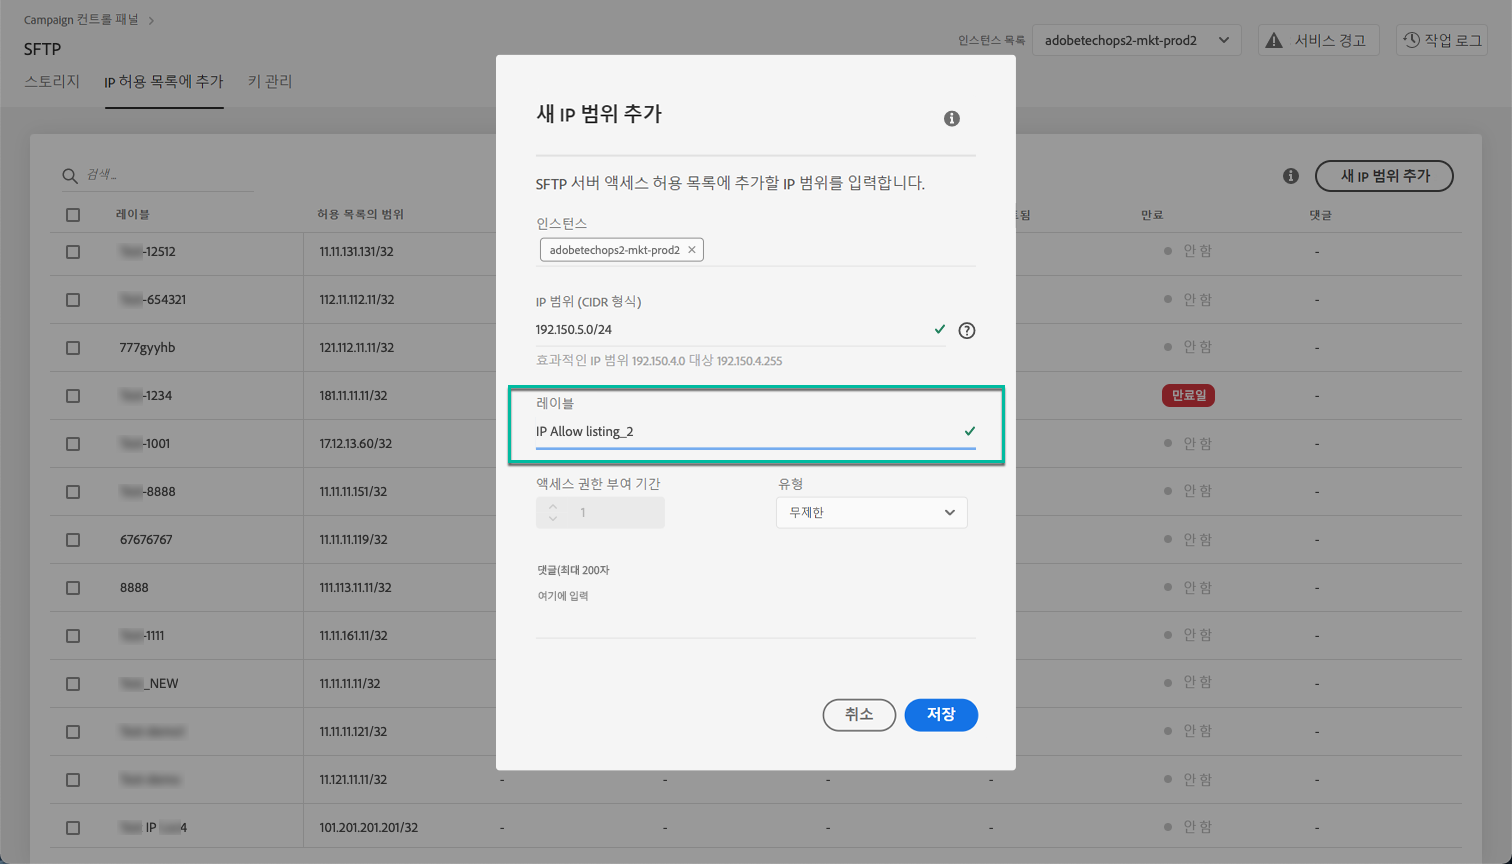 Campaign 컨트롤 패널
SFTP
인스턴스 목록
adobetechops2-mkt-prod2
서비스 경고
작업 로그
스토리지
IP 허용 목록에 추가
키 관리
검색_
새 IP 범위 추가
레이블
허용 목록의 범위
트됨
만료
댓글
-12512
11.11.131.131/32
안 함
-
-654321
112.11.112.11/32
안 함
-
777gyyhb
121.112.11.11/32
안 함
-
-1234
181.11.11.11/32
만료일
-
-1001
17.12.13.60/32
안 함
-
-8888
11.11.11.151/32
안 함
-
67676767
11.11.11.119/32
안 함
-
8888
111.113.11.11/32
안 함
-
-1111
11.11.161.11/32
안 함
-
_NEW
11.11.11.11/32
안 함
-
11.11.11.121/32
안 함
-
11.121.11.11/32
-
-
-
-
안 함
-
IP
4
101.201.201.201/32
-
-
-
-
안 함
-
새 IP 범위 추가
SFTP 서버 액세스 허용 목록에 추가할 IP 범위를 입력합니다.
인스턴스
adobetechops2-mkt-prod2 ×
IP 범위 (CIDR 형식)
192.150.5.0/24
효과적인 IP 범위 192.150.4.0 대상 192.150.4.255
레이블
IP Allow listing_2
액세스 권한 부여 기간
유형
1
무제한
댓글(최대 200자
여기에 입력
취소
저장